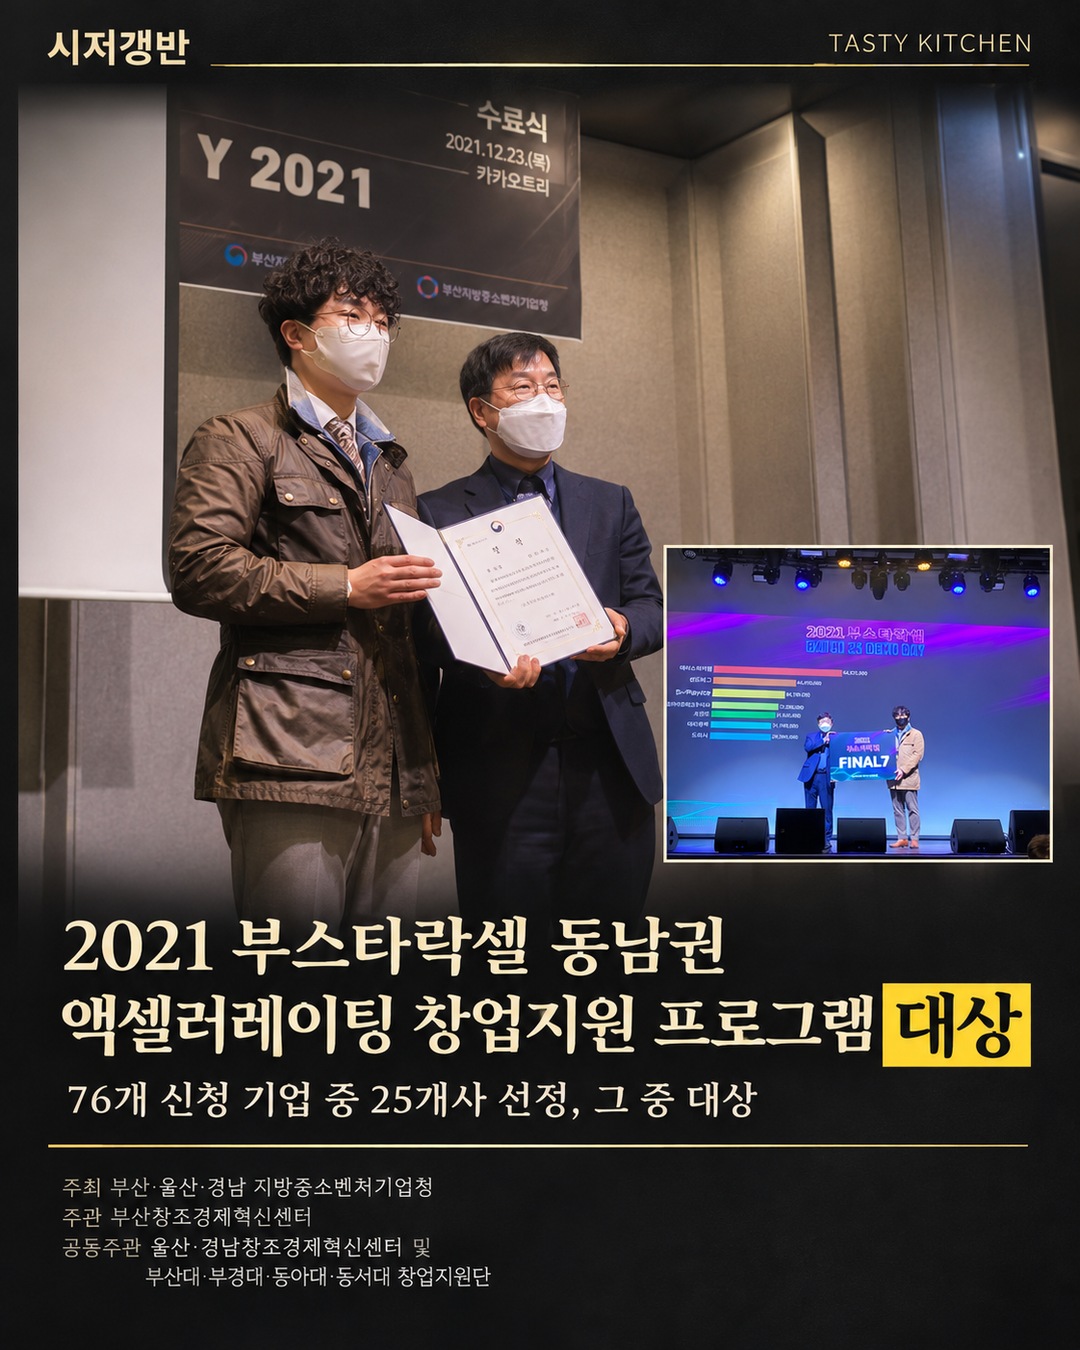 시저갱반
TASTY KITCHEN
수료식
2021.12.23.(목)
카카오트리
Y 2021
부산지
부산지방중소벤처기업청
2021 부스타락셀
FINAL7
2021 부스타락셀 동남권
액셀러레이팅 창업지원 프로그램 대상
76개 신청 기업 중 25개사 선정, 그 중 대상
주최 부산·울산·경남 지방중소벤처기업청
주관 부산창조경제혁신센터
공동주관 울산·경남창조경제혁신센터 및
부산대·부경대·동아대·동서대 창업지원단